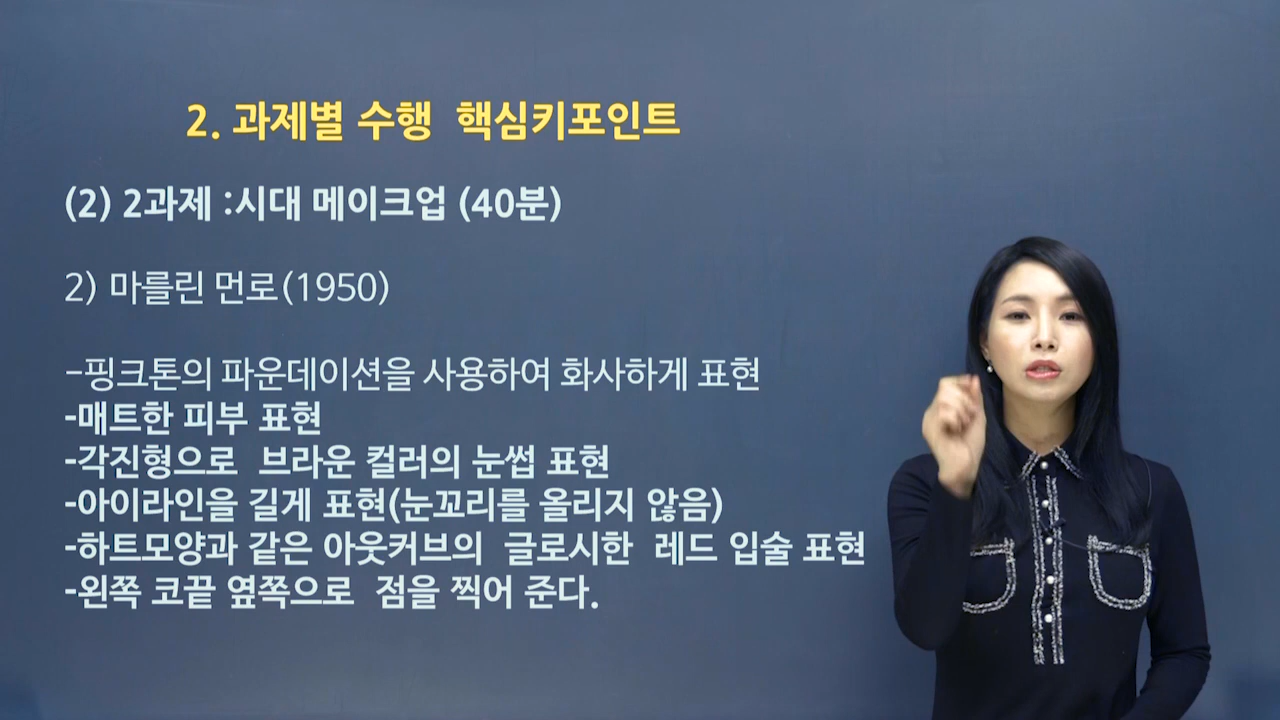 2. 과제별 수행 핵심키포인트
(2) 2과제 :시대 메이크업 (40분)
2) 마를린 먼로(1950)
-핑크톤의 파운데이션을 사용하여 화사하게 표현
-매트한 피부 표현
-각진형으로 브라운 컬러의 눈썹 표현
-아이라인을 길게 표현(눈꼬리를 올리지 않음)
-하트모양과 같은 아웃커브의 글로시한 레드 입술 표현
-왼쪽 코끝 옆쪽으로 점을 찍어 준다.